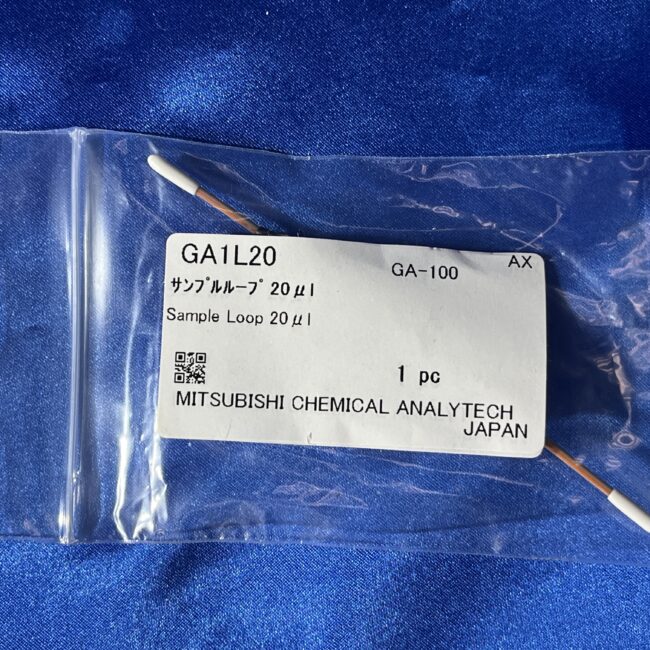 GA1L20
GA-100
AX
ｻﾝﾌﾟﾙﾙｰﾌﾟ 20μl
Sample Loop 20μl
1 pc
MITSUBISHI CHEMICAL ANALYTECH
JAPAN